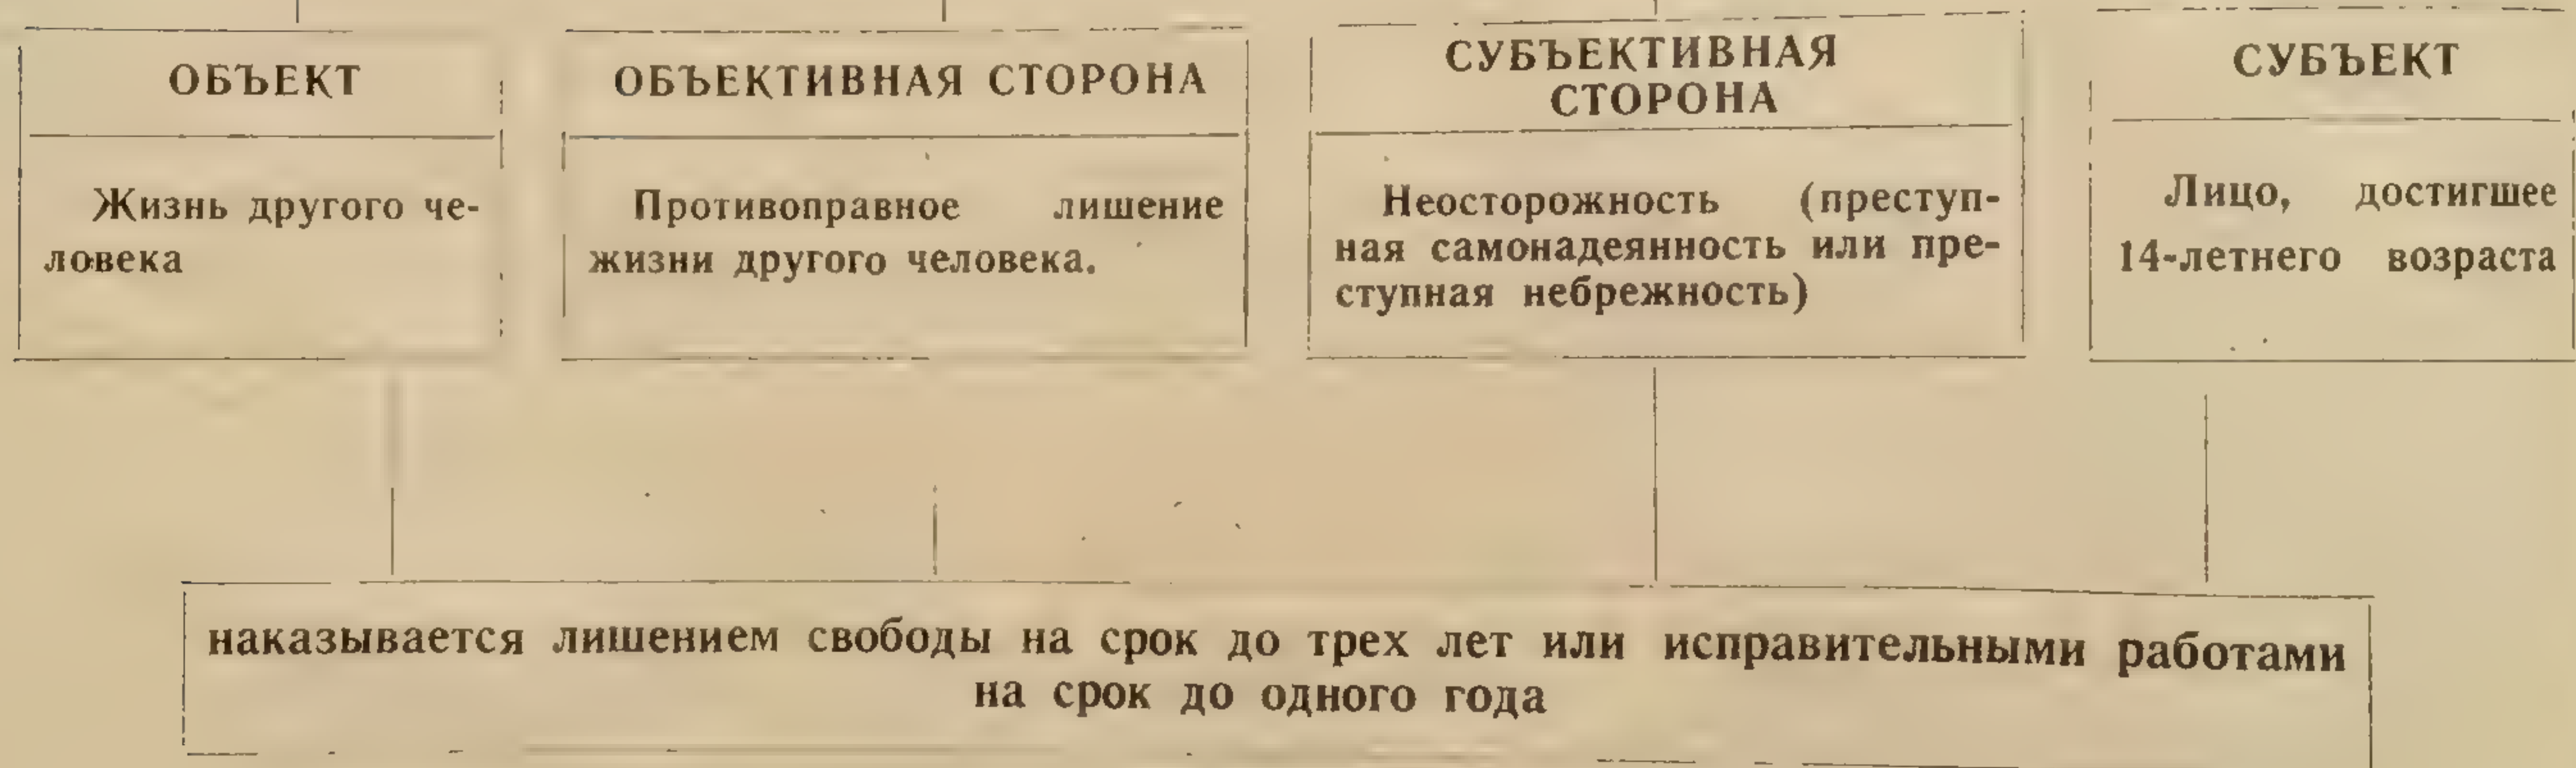 ОБЪЕКТ
Жизнь другого че-
ловека
ОБЪЕКТИВНАЯ СТОРОНА
Противоправное лишение
жизни другого человека.
СУБЪЕКТИВНАЯ
СТОРОНА
Неосторожность (преступ-
ная самонадеянность или пре-
ступная небрежность)
СУБЪЕКТ
Лицо, достигшее
14-летнего возраста
наказывается лишением свободы на срок до трех лет или исправительными работами
на срок до одного года